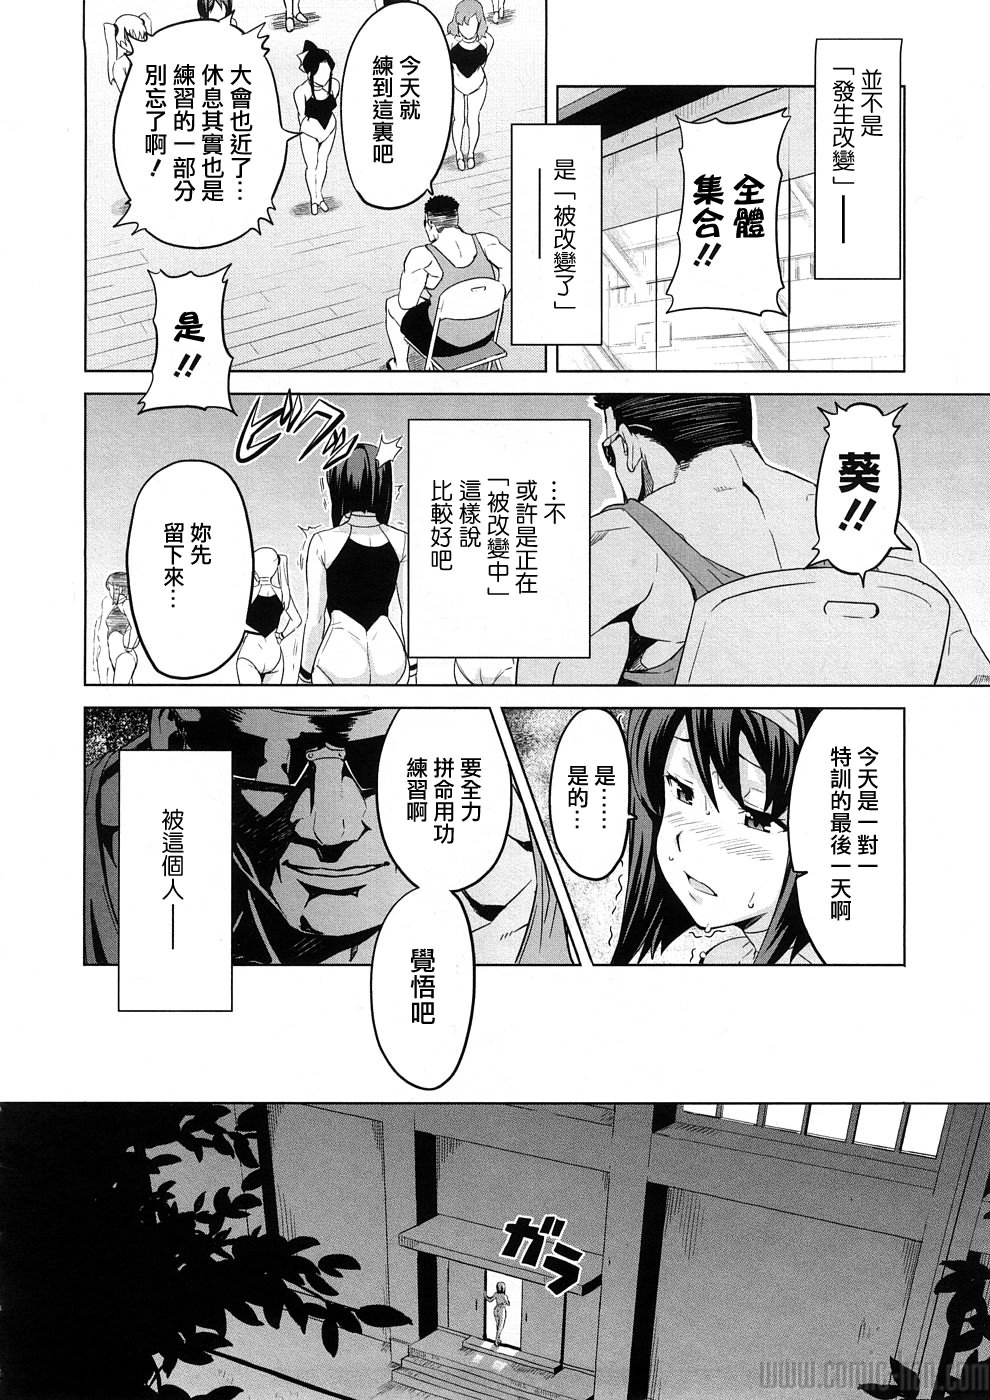 並不是
「發生改變」——
全體
集合!!
是「被改變了」——
今天就
練到這裏吧
大會也近了…
休息其實也是
練習的一部分
別忘了啊!
是!!
葵!!
…不
或許是正在
「被改變中」
這樣說
比較好吧
ビクッ
妳先
留下來…
今天是一對一
特訓的最後一天啊
是……
是的…
要全力
拼命用功
練習啊
覺悟吧
被這個人——
ガラ
WWW.COMIC2MAN.COM